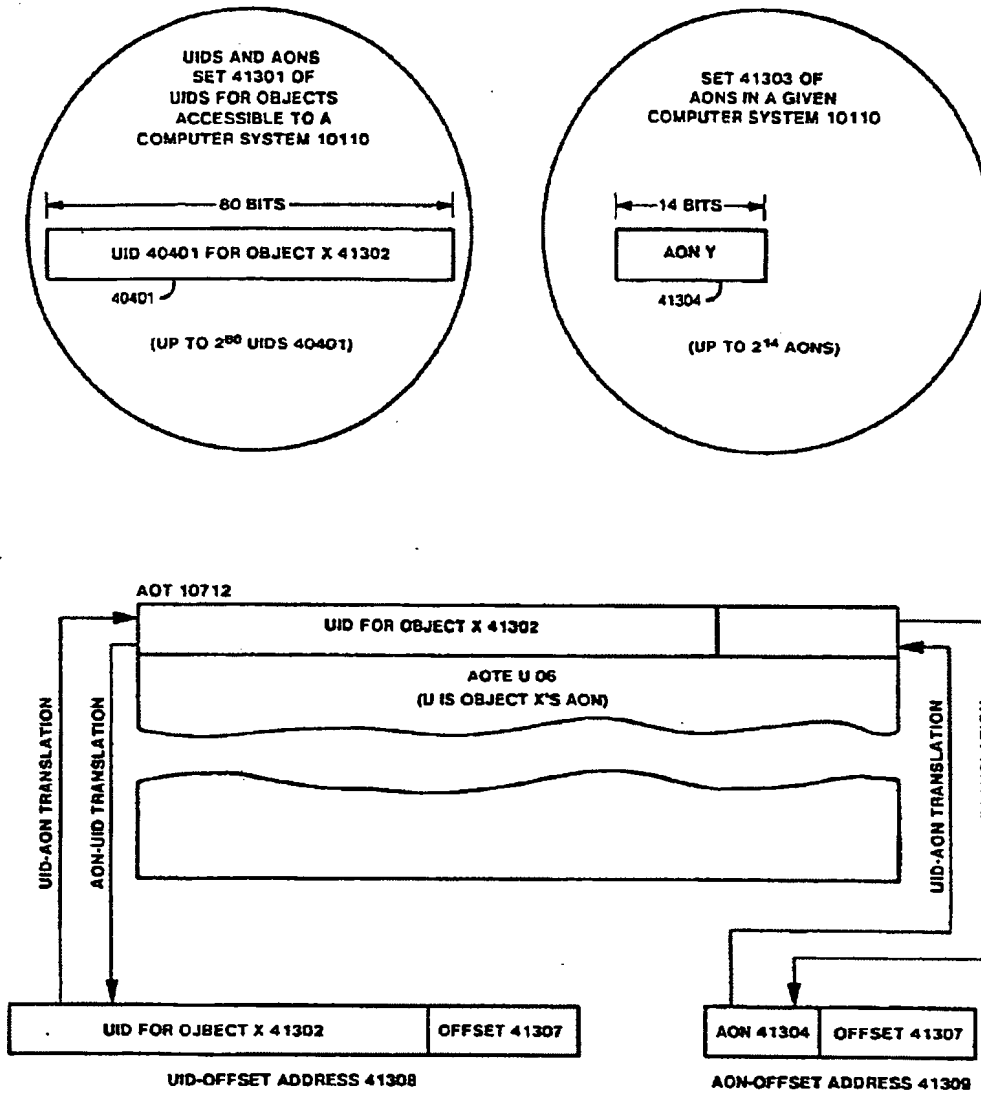 UIDS AND AONS
SET 41301 OF
UIDS FOR OBJECTS
ACCESSIBLE TO A
COMPUTER SYSTEM 10110
80 BITS
UID 40401 FOR OBJECT X 41302
40401
(UP TO 2⁸⁰ UIDS 40401)
SET 41303 OF
AONS IN A GIVEN
COMPUTER SYSTEM 10110
14 BITS
AON Y
41304
(UP TO 2¹⁴ AONS)
AOT 10712
UID FOR OBJECT X 41302
AOTE U 06
(U IS OBJECT X'S AON)
UID-AON TRANSLATION
AON-UID TRANSLATION
UID-AON TRANSLATION
UID FOR OJBECT X 41302
OFFSET 41307
UID-OFFSET ADDRESS 41308
AON 41304
OFFSET 41307
AON-OFFSET ADDRESS 41309